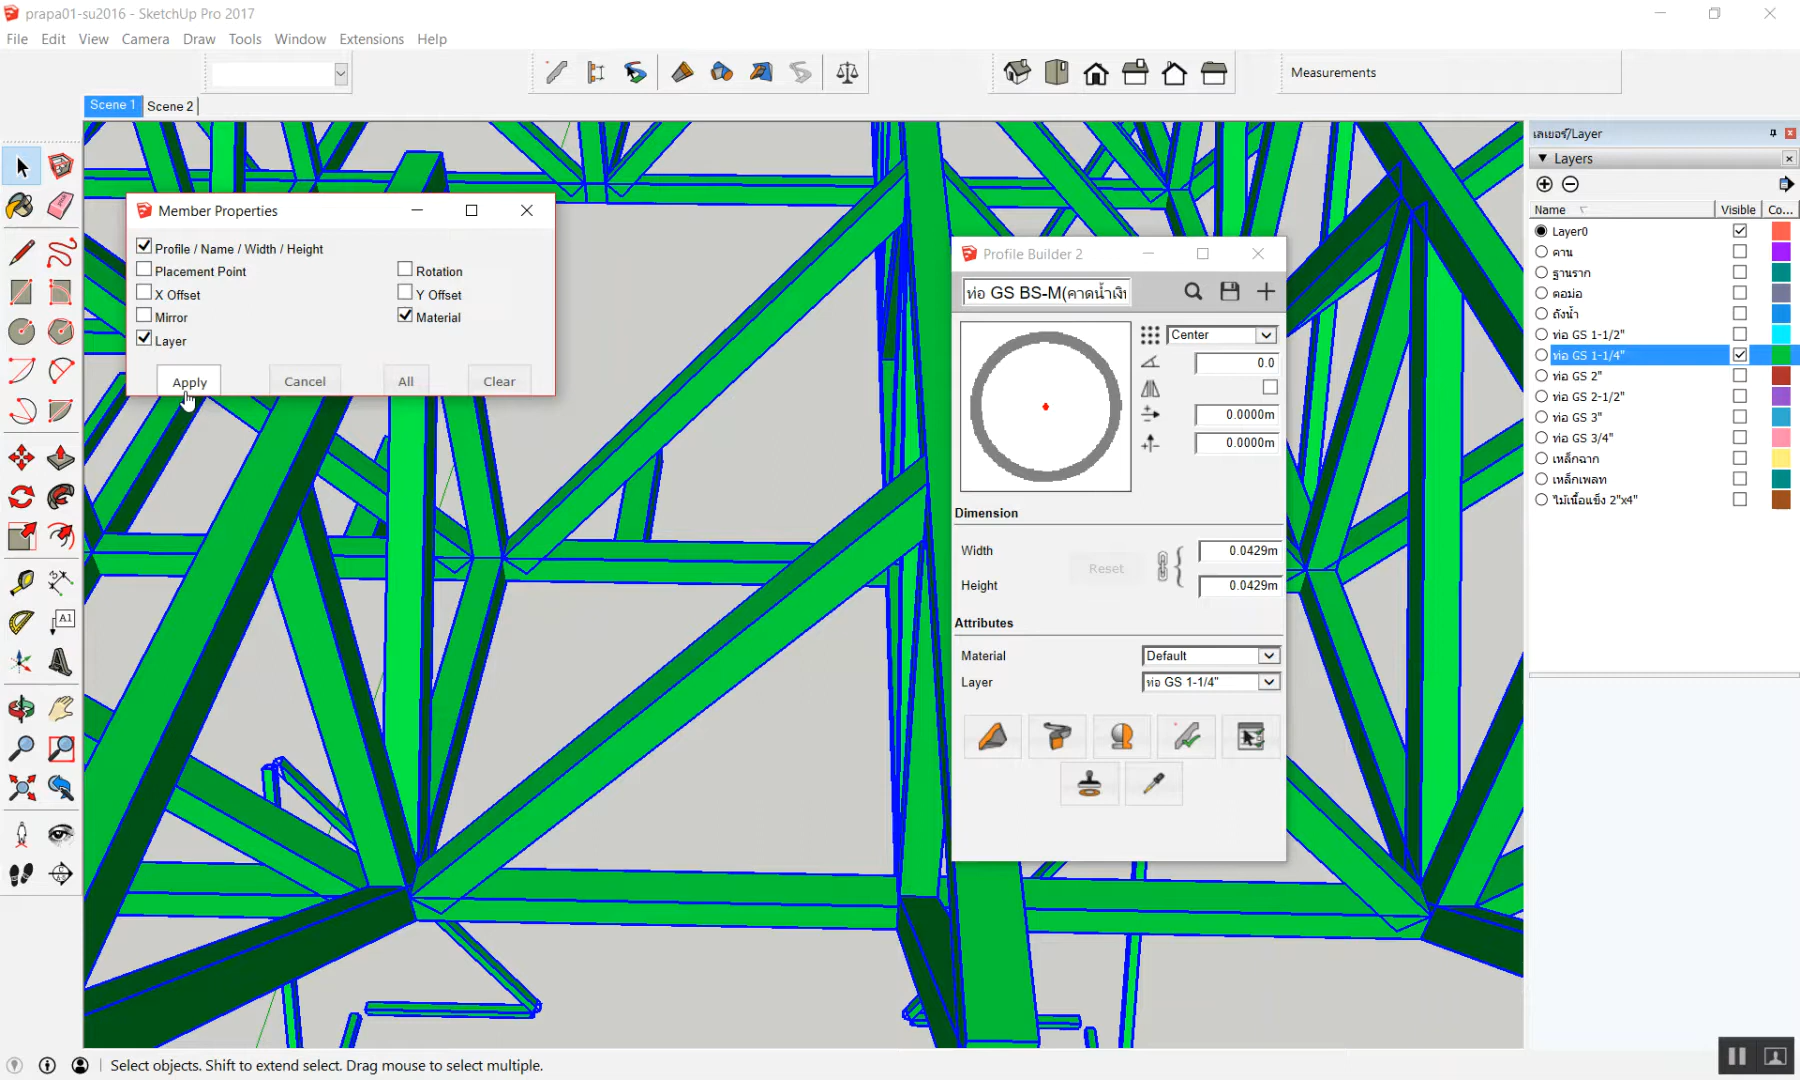 prapa01-su2016 - SketchUp Pro 2017
File Edit View Camera Draw Tools Window Extensions Help
Measurements
Scene 1 Scene 2
Member Properties
Profile / Name / Width / Height
Placement Point Rotation
X Offset Y Offset
Mirror Material
Layer
Apply Cancel All Clear
Profile Builder 2
ท่อ GS BS-M(คาดน้ำเงิ
Center
0.0
0.0000m
0.0000m
Dimension
Width 0.0429m
Reset
Height 0.0429m
Attributes
Material Default
Layer ท่อ GS 1-1/4"
เลเยอร์/Layer
Layers
Name Visible Co...
Layer0
คาน
ฐานราก
ตอม่อ
ถังน้ำ
ท่อ GS 1-1/2"
ท่อ GS 1-1/4"
ท่อ GS 2"
ท่อ GS 2-1/2"
ท่อ GS 3"
ท่อ GS 3/4"
เหล็กฉาก
เหล็กเพลท
ไม้เนื้อแข็ง 2"x4"
A1
Select objects. Shift to extend select. Drag mouse to select multiple.